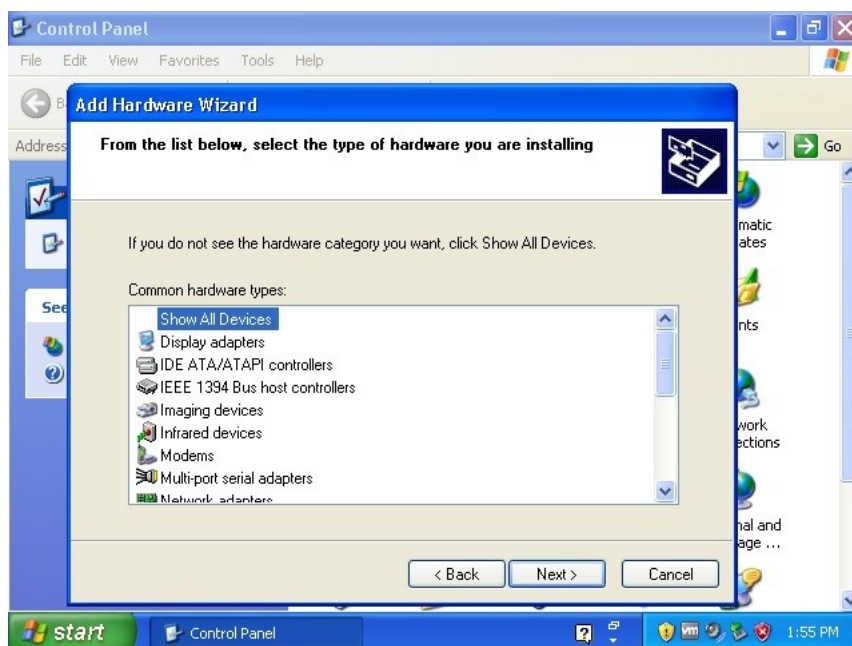 Control Panel
File Edit View Favorites Tools Help
Add Hardware Wizard
Address
Go
From the list below, select the type of hardware you are installing
If you do not see the hardware category you want, click Show All Devices.
Common hardware types:
Show All Devices
Display adapters
IDE ATA/ATAPI controllers
IEEE 1394 Bus host controllers
Imaging devices
Infrared devices
Modems
Multi-port serial adapters
Network adapters
See
matic
ates
nts
work
ections
nal and
age ...
< Back Next > Cancel
start Control Panel 1:55 PM